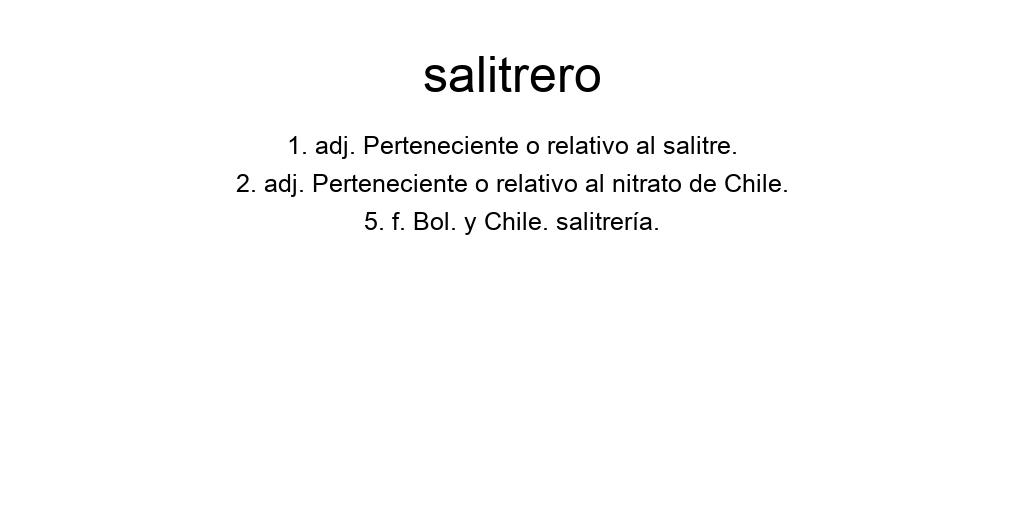 salitrero
1. adj. Perteneciente o relativo al salitre.
2. adj. Perteneciente o relativo al nitrato de Chile.
5. f. Bol. y Chile. salitrería.